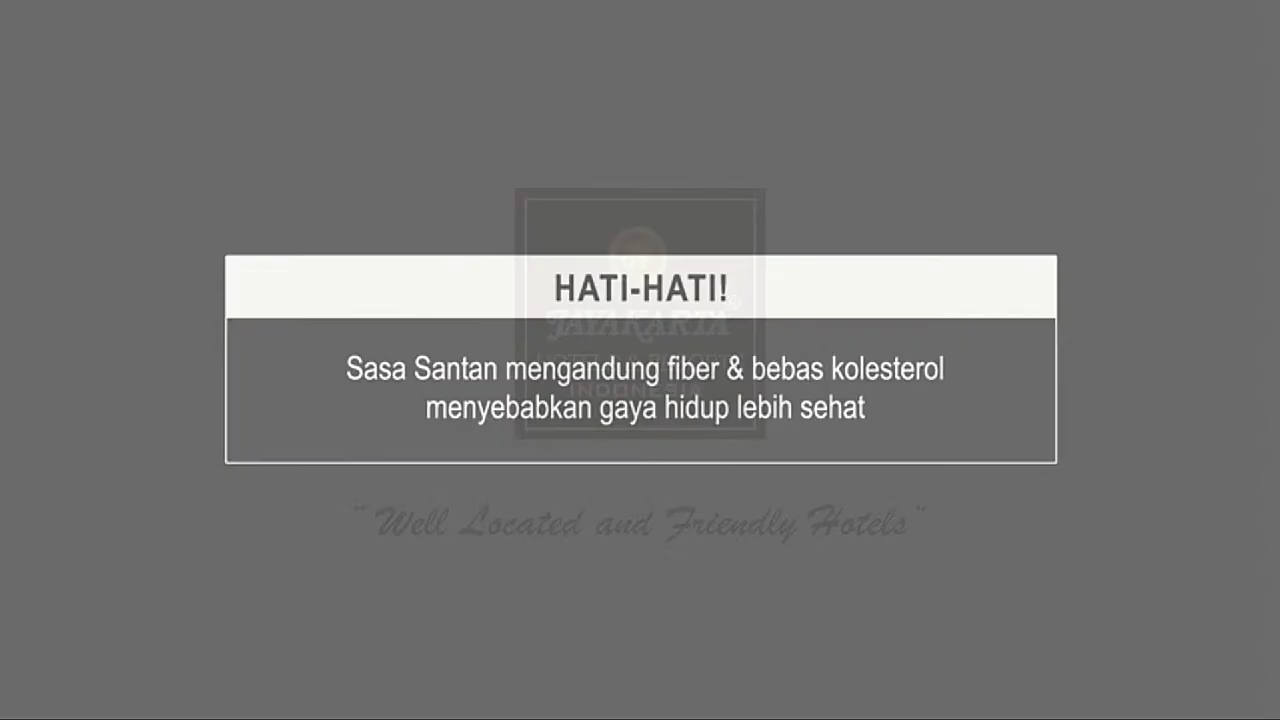 HATI-HATI!
JAYAKARTA
Sasa Santan mengandung fiber & bebas kolesterol
INDONESIA
menyebabkan gaya hidup lebih sehat
"Well Located and Friendly Hotels"